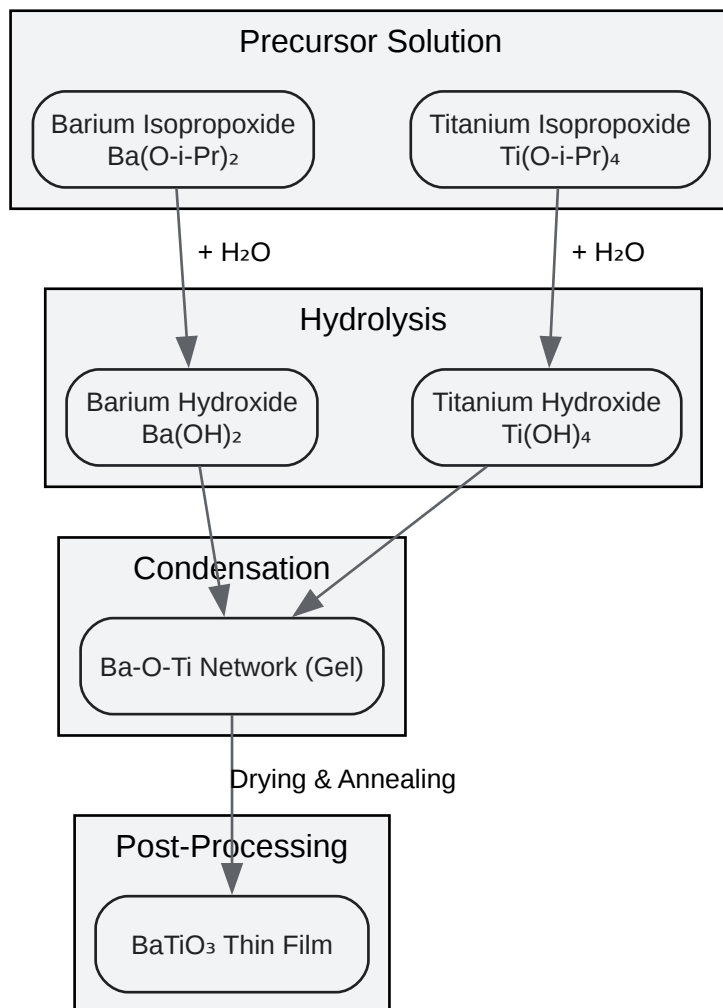 Precursor Solution
Barium Isopropoxide
Ba(O-i-Pr)₂
Titanium Isopropoxide
Ti(O-i-Pr)₄
+ H₂O
+ H₂O
Hydrolysis
Barium Hydroxide
Ba(OH)₂
Titanium Hydroxide
Ti(OH)₄
Condensation
Ba-O-Ti Network (Gel)
Drying & Annealing
Post-Processing
BaTiO₃ Thin Film